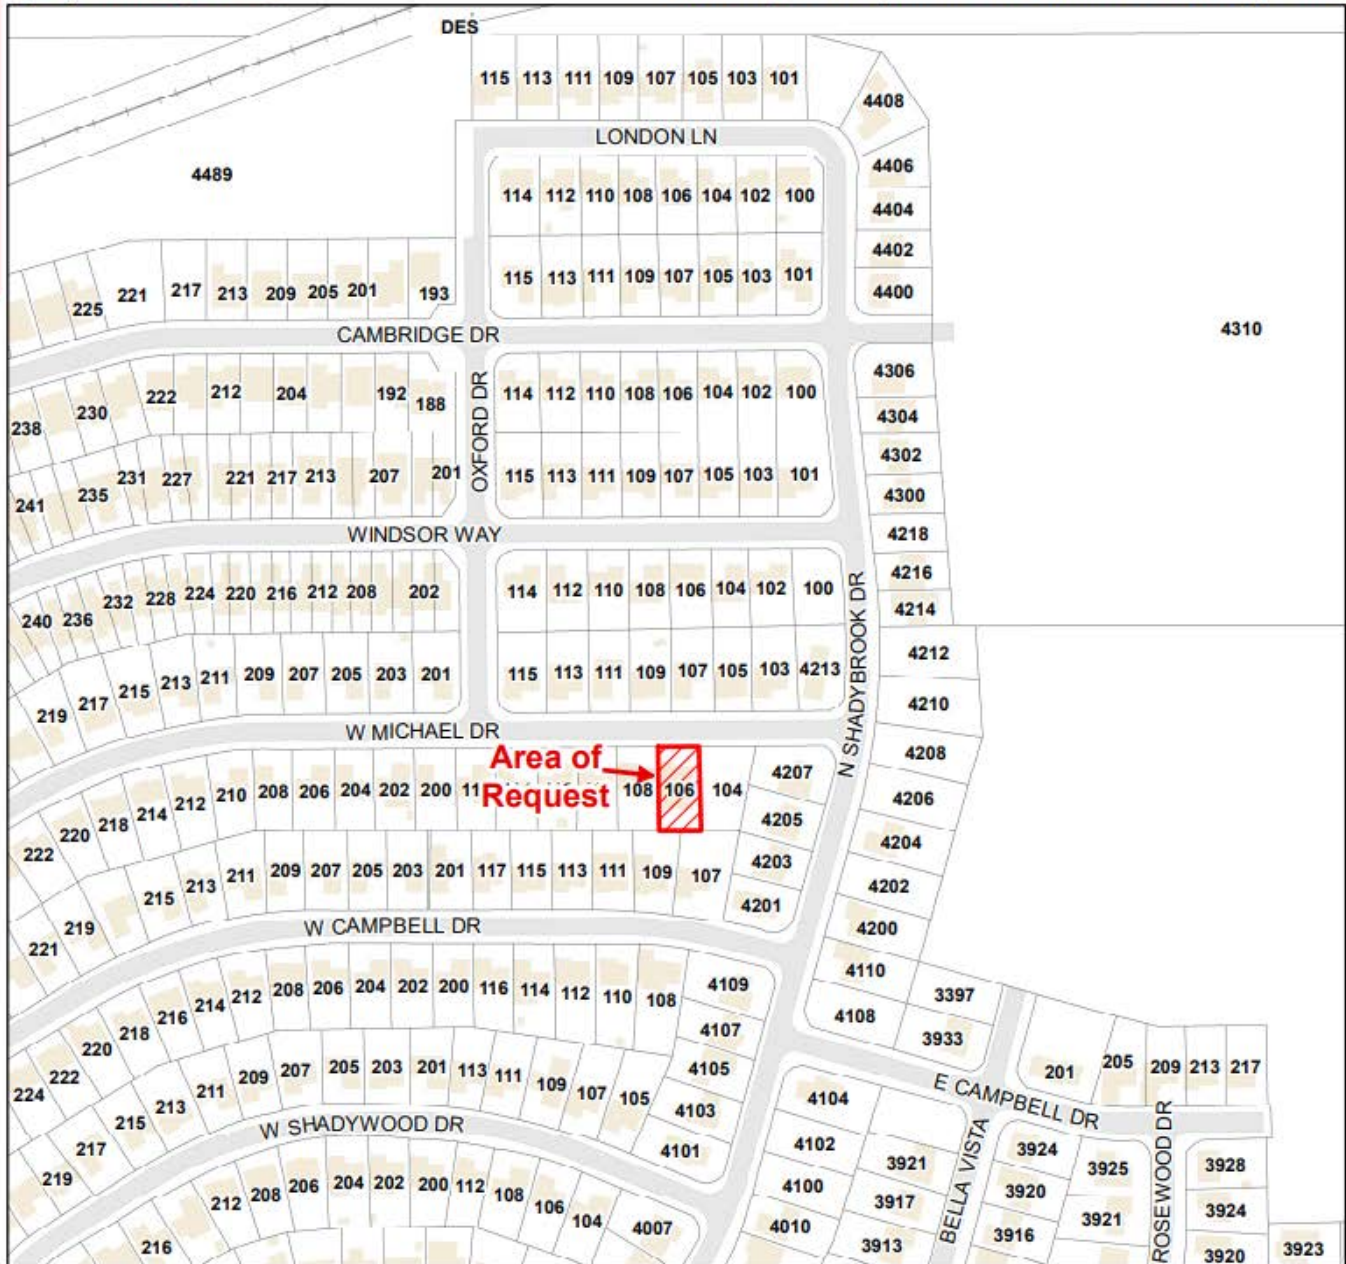 DES
115 113 111 109 107 105 103 101
4408
LONDON LN
4406
4489
114 112 110 108 106 104 102 100
4404
4402
115 113 111 109 107 105 103 101
4400
225 221 217 213 209 205 201 193
CAMBRIDGE DR
4310
4306
238 230 222 212 204 192 188
OXFORD DR
114 112 110 108 106 104 102 100
4304
4302
241 235 231 227 221 217 213 207 201
115 113 111 109 107 105 103 101
4300
WINDSOR WAY
4218
4216
240 236 232 228 224 220 216 212 208 202
114 112 110 108 106 104 102 100
N SHADYBROOK DR
4214
4212
219 217 215 213 211 209 207 205 203 201
115 113 111 109 107 105 103 4213
4210
W MICHAEL DR
4208
Area of
Request
222 220 218 214 212 210 208 206 204 202 200 108 106 104
4207
4206
4205
4204
221 219 215 213 211 209 207 205 203 201 117 115 113 111 109 107
4203
4202
4201
W CAMPBELL DR
4200
4110
224 222 220 218 216 214 212 208 206 204 202 200 116 114 112 110 108
4109
3397
4108
4107
3933
219 217 215 213 211 209 207 205 203 201 113 111 109 107 105
4105
201 205 209 213 217
4104
E CAMPBELL DR
4103
W SHADYWOOD DR
4102
4101
BELLA VISTA
3924
ROSEWOOD DR
3921
3925
3928
216 212 208 206 204 202 200 112 108 106 104
4100
3920
3917
3924
4007
4010
3921
3916
3913
3920
3923